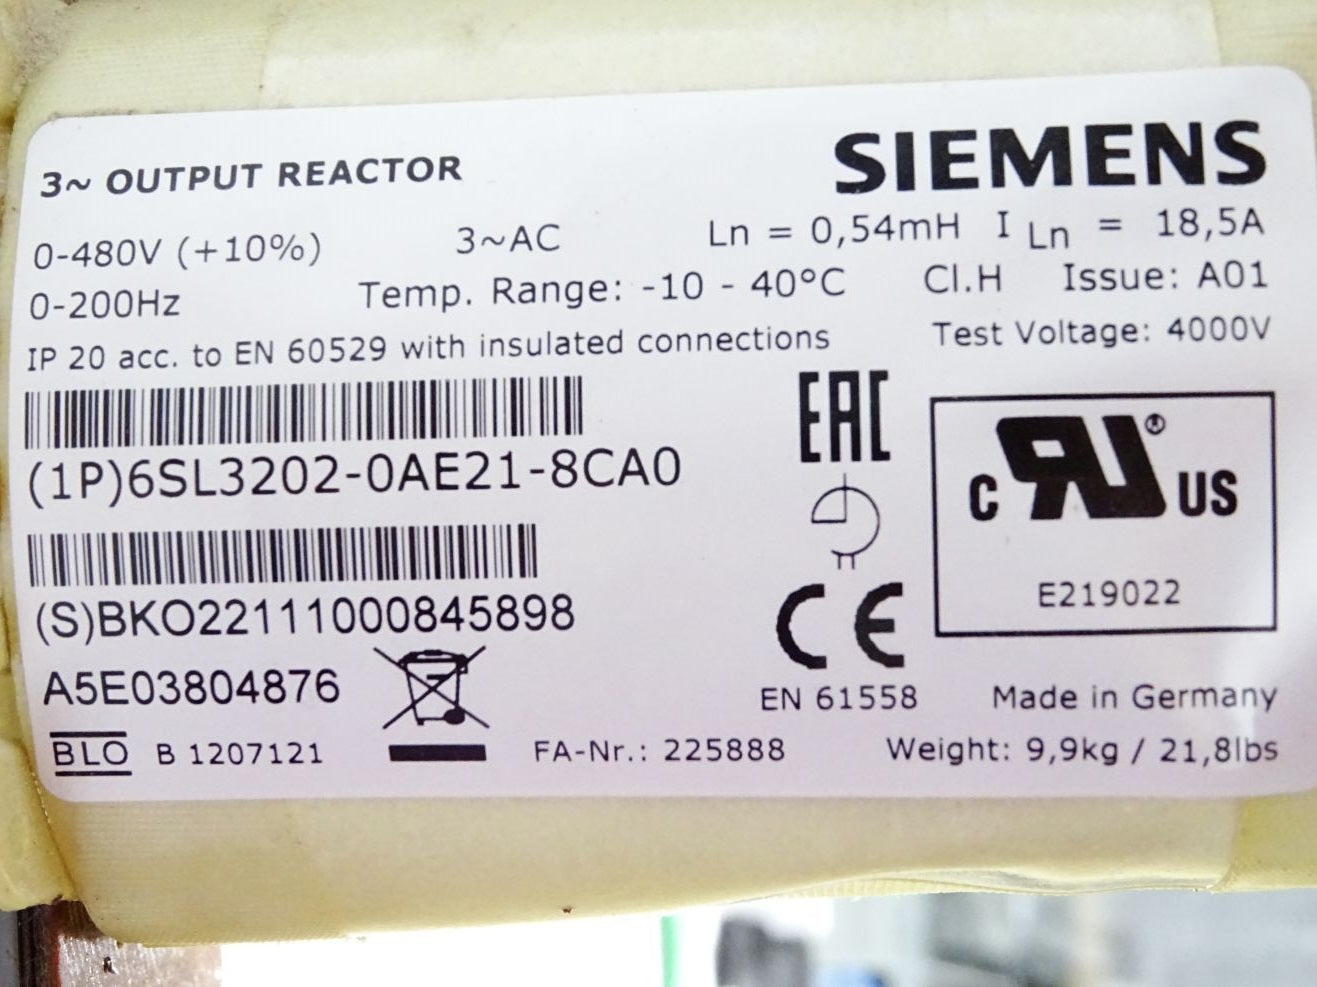 3~ OUTPUT REACTOR
SIEMENS
0-480V (+10%) 3~AC Ln = 0,54mH I Ln = 18,5A
0-200Hz Temp. Range: -10 - 40°C Cl.H Issue: A01
IP 20 acc. to EN 60529 with insulated connections Test Voltage: 4000V
EAC
(1P)6SL3202-0AE21-8CA0
c RU® US
E219022
(S)BKO221111000845898
CE
A5E03804876
EN 61558 Made in Germany
BLO B 1207121 FA-Nr.: 225888 Weight: 9,9kg / 21,8lbs